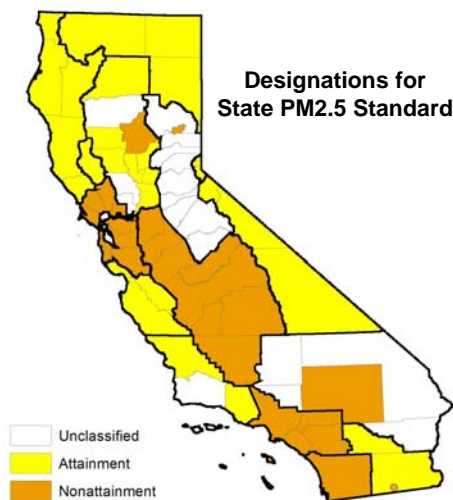 Designations for
State PM2.5 Standard
Unclassified
Attainment
Nonattainment